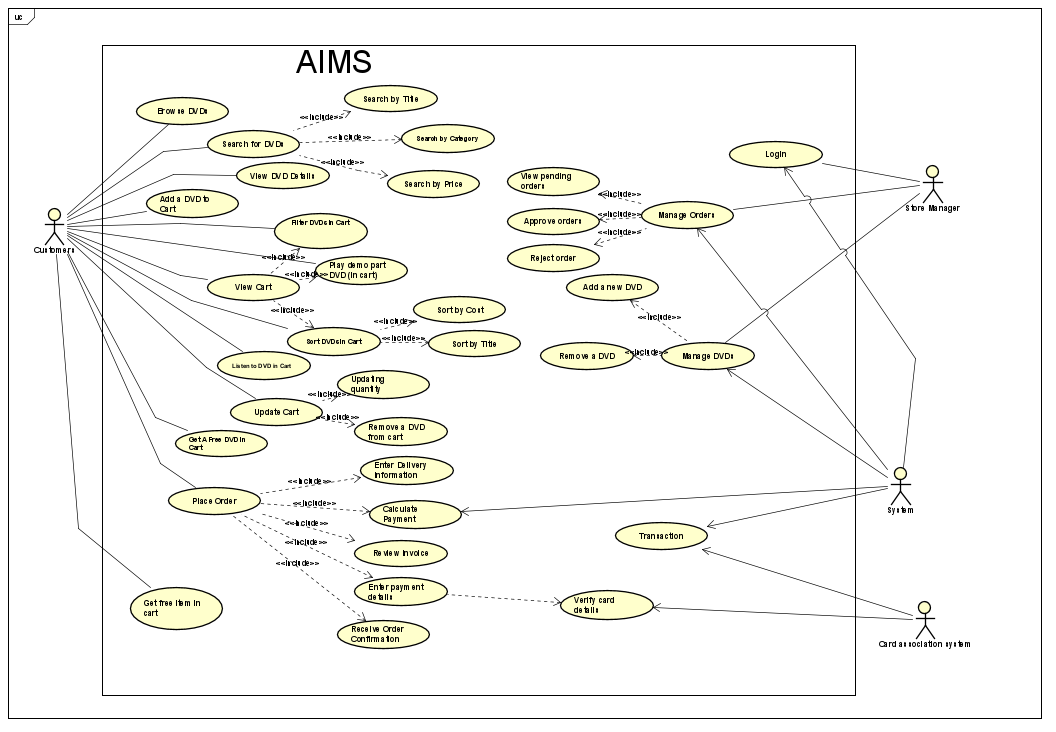 uc
AIMS
Browse DVDs
Search by Title
<<include>>
Search for DVDs
<<include>>
Search by Category
<<include>>
Search by Price
View DVD Details
Add a DVD to
Cart
Filter DVDs in Cart
<<include>>
View Cart
<<include>>
Play demo part
DVD (in cart)
<<include>>
Sort DVDs in Cart
<<include>>
Sort by Cost
<<include>>
Sort by Title
Listen to DVD in Cart
Updating
quantity
<<include>>
Update Cart
<<include>>
Remove a DVD
from cart
Get A Free DVD in
Cart
Place Order
<<include>>
Enter Delivery
Information
<<include>>
Calculate
Payment
<<include>>
Review Invoice
<<include>>
Enter payment
details
<<include>>
Receive Order
Confirmation
Get free item in
cart
Customers
View pending
orders
<<include>>
Approve orders
<<include>>
Manage Orders
<<include>>
Reject order
Add a new DVD
<<include>>
Remove a DVD
<<include>>
Manage DVDs
Login
Store Manager
System
Transaction
Verify card
details
Card association system